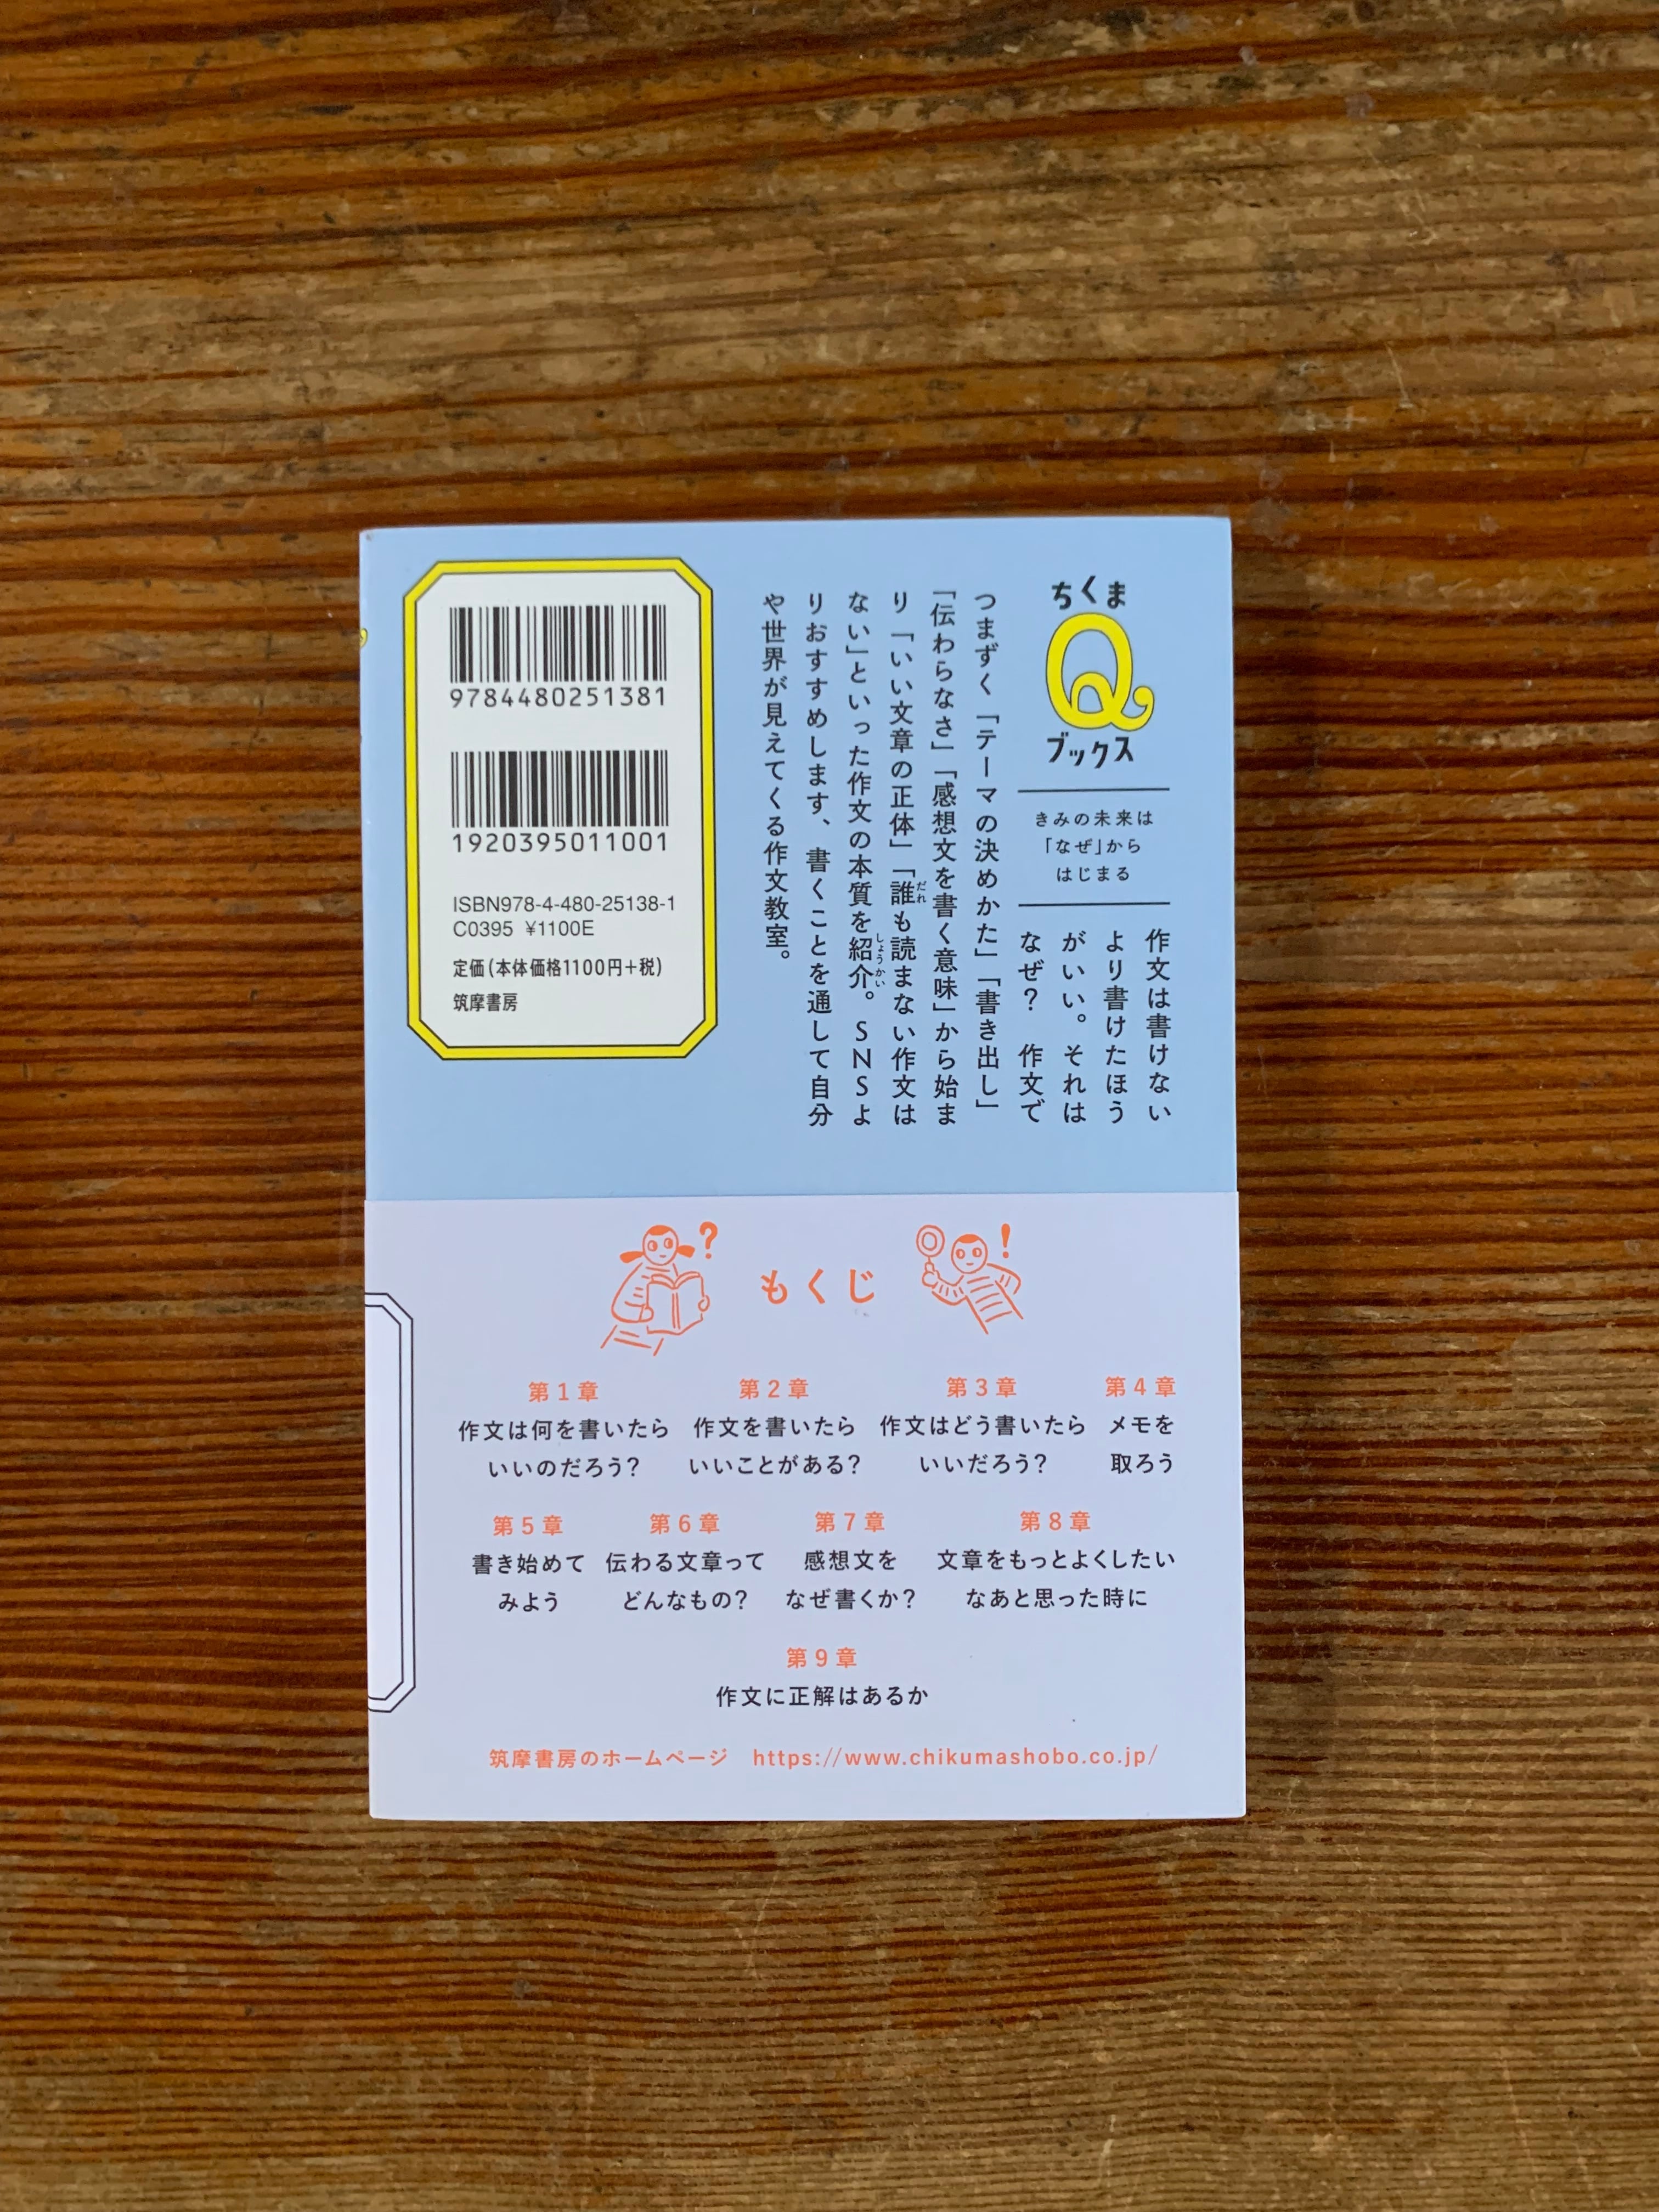 ちくま
Q
ブックス
きみの未来は
「なぜ」から
はじまる
作文は書けない
より書けたほう
がいい。それは
なぜ？　作文で
つまずく「テーマの決めかた」「書き出し」
「伝わらなさ」「感想文を書く意味」から始ま
り「いい文章の正体」「誰も読まない作文は
だれ
ない」といった作文の本質を紹介。SNSよ
しょうかい
りおすすめします、書くことを通して自分
や世界が見えてくる作文教室。
9784480251381
1920395011001
ISBN978-4-480-25138-1
C0395 ¥1100E
定価(本体価格1100円+税)
筑摩書房
?
もくじ
!
第1章
作文は何を書いたら
いいのだろう？
第2章
作文を書いたら
いいことがある？
第3章
作文はどう書いたら
いいだろう？
第4章
メモを
取ろう
第5章
書き始めて
みよう
第6章
伝わる文章って
どんなもの？
第7章
感想文を
なぜ書くか？
第8章
文章をもっとよくしたい
なあと思った時に
第9章
作文に正解はあるか
筑摩書房のホームページ　https://www.chikumashobo.co.jp/